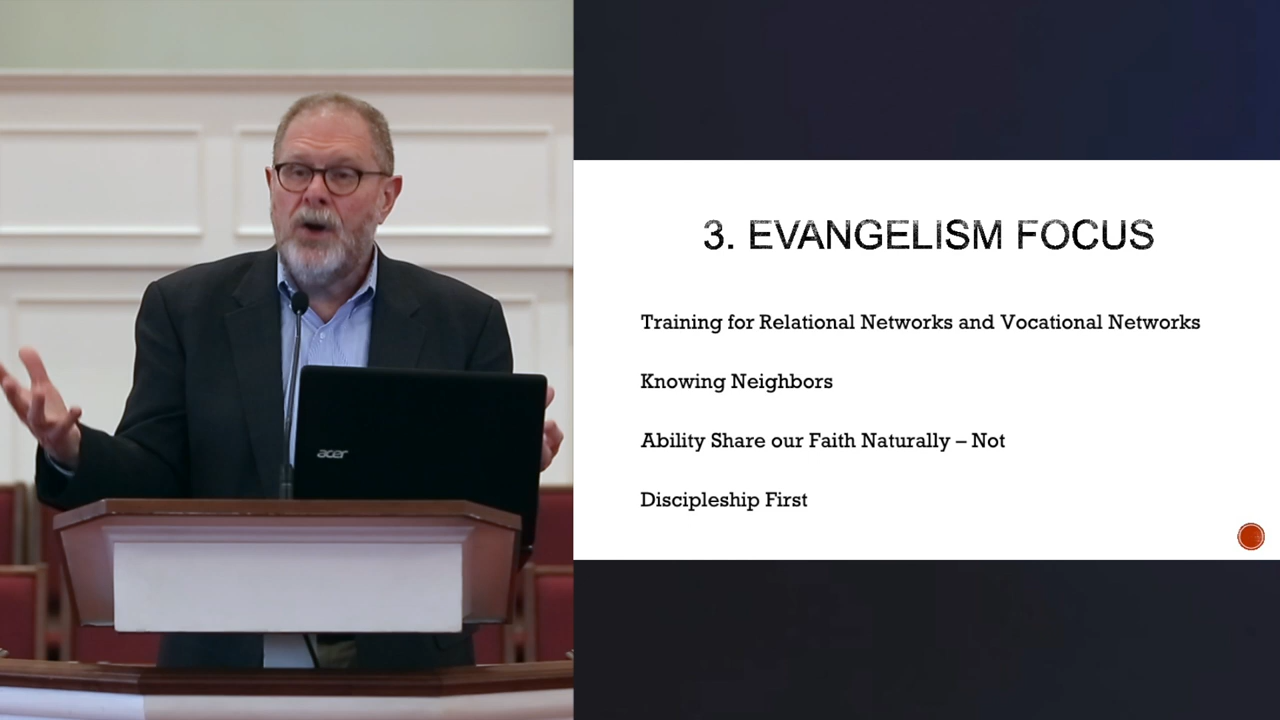 acer
3. EVANGELISM FOCUS
Training for Relational Networks and Vocational Networks
Knowing Neighbors
Ability Share our Faith Naturally – Not
Discipleship First